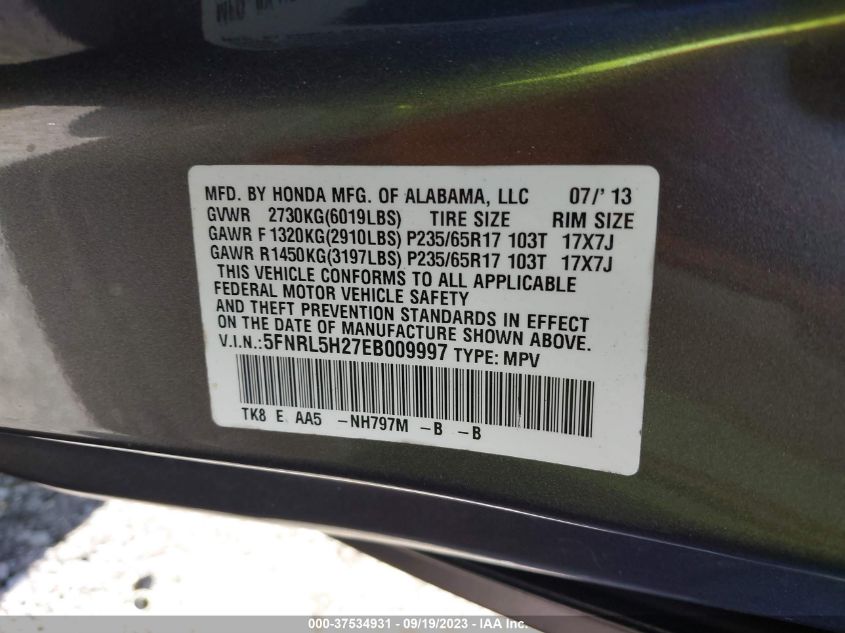 MFD. BY HONDA MFG. OF ALABAMA, LLC 07/' 13
GVWR 2730KG(6019LBS) TIRE SIZE RIM SIZE
GAWR F 1320KG(2910LBS) P235/65R17 103T 17X7J
GAWR R1450KG(3197LBS) P235/65R17 103T 17X7J
THIS VEHICLE CONFORMS TO ALL APPLICABLE
FEDERAL MOTOR VEHICLE SAFETY
AND THEFT PREVENTION STANDARDS IN EFFECT
ON THE DATE OF MANUFACTURE SHOWN ABOVE.
V.I.N.:5FNRL5H27EB009997 TYPE: MPV
TK8 E AA5 -NH797M -B -B
000-37534931 - 09/19/2023 - IAA Inc.